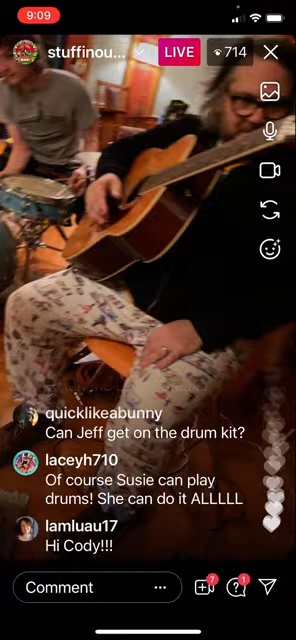 9:09
stuffinou...
LIVE
714
quicklikeabunny
Can Jeff get on the drum kit?
laceyh710
Of course Susie can play
drums! She can do it ALLLLL
lamluau17
Hi Cody!!!
Comment
7
1